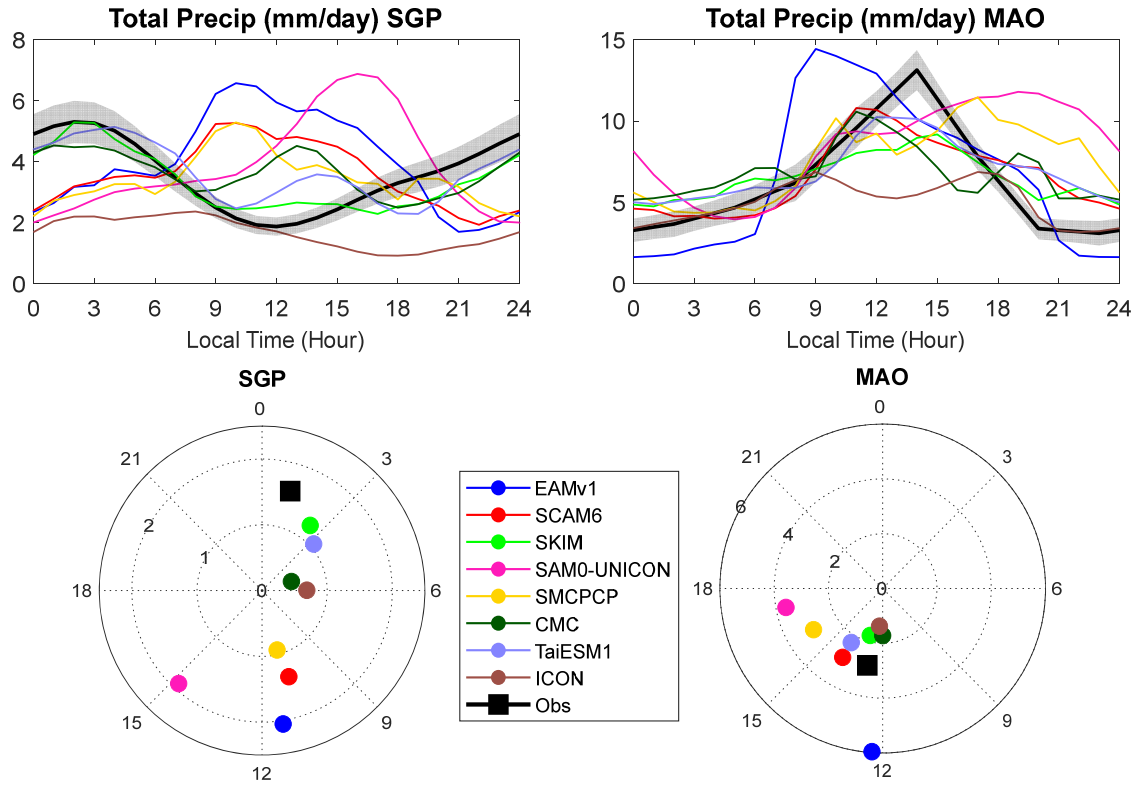 Total Precip (mm/day) SGP
8
6
4
2
0
0 3 6 9 12 15 18 21 24
Local Time (Hour)
Total Precip (mm/day) MAO
15
10
5
0
0 3 6 9 12 15 18 21 24
Local Time (Hour)
SGP
0
21 3
2
1
18 0 6
15 9
12
MAO
0
21 3
6
4
2
18 0 6
15 9
12
EAMv1
SCAM6
SKIM
SAM0-UNICON
SMCPCP
CMC
TaiESM1
ICON
Obs